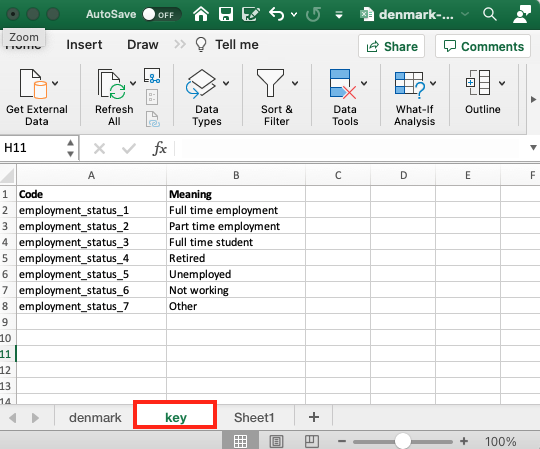 AutoSave OFF denmark-...
Home Insert Draw Tell me Share Comments
Zoom
Get External Data
Refresh All
Data Types
Sort & Filter
Data Tools
What-If Analysis
Outline
H11 fx
A B C D E F
1 Code Meaning
2 employment_status_1 Full time employment
3 employment_status_2 Part time employment
4 employment_status_3 Full time student
5 employment_status_4 Retired
6 employment_status_5 Unemployed
7 employment_status_6 Not working
8 employment_status_7 Other
9
10
11
12
13
14
denmark key Sheet1 +
100%